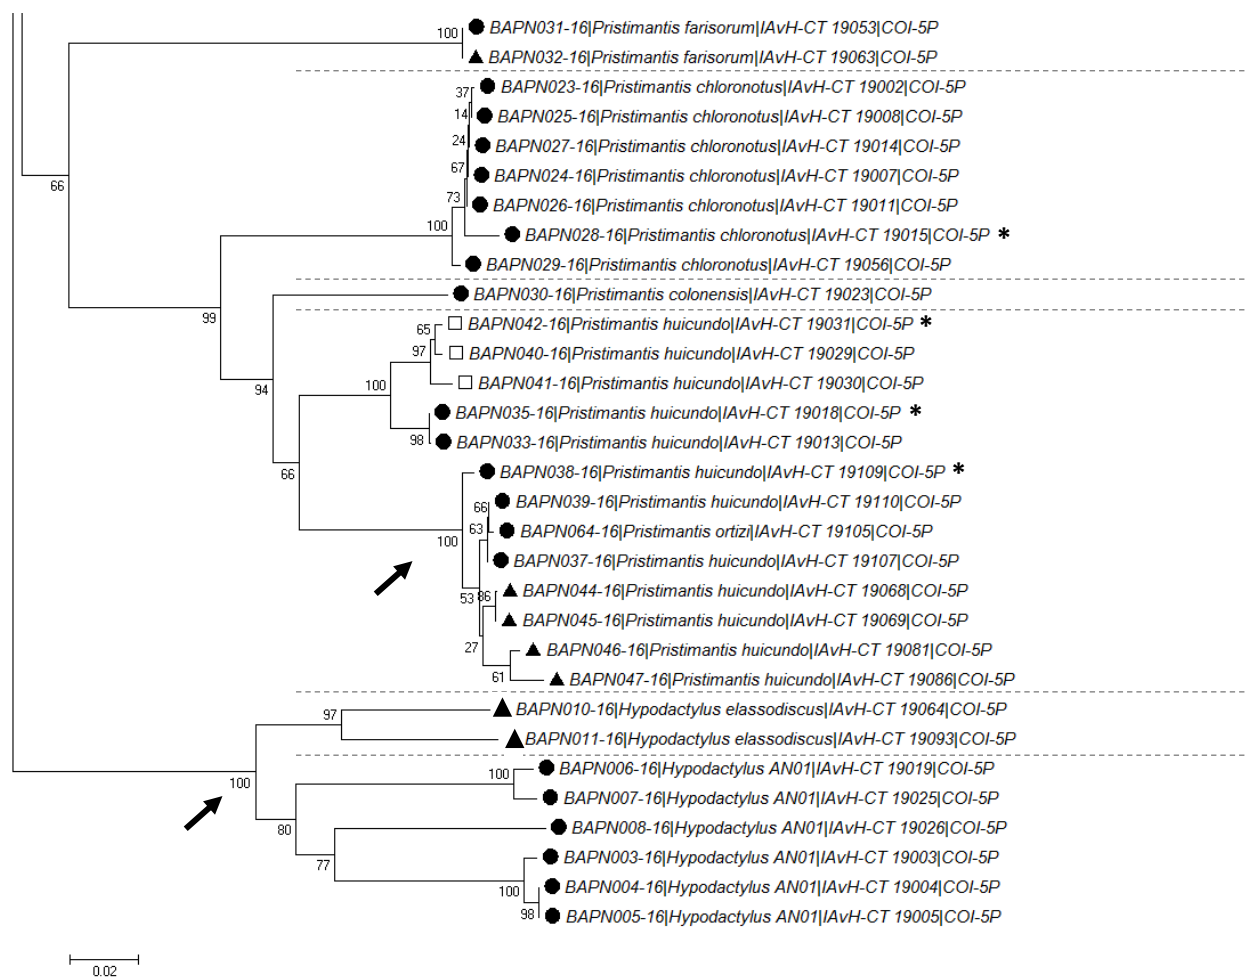 100 BAPN031-16|Pristimantis farisorum|IAvH-CT 19053|COI-5P
BAPN032-16|Pristimantis farisorum|IAvH-CT 19063|COI-5P
66
37 BAPN023-16|Pristimantis chloronotus|IAvH-CT 19002|COI-5P
14 BAPN025-16|Pristimantis chloronotus|IAvH-CT 19008|COI-5P
24 BAPN027-16|Pristimantis chloronotus|IAvH-CT 19014|COI-5P
67 BAPN024-16|Pristimantis chloronotus|IAvH-CT 19007|COI-5P
73 BAPN026-16|Pristimantis chloronotus|IAvH-CT 19011|COI-5P
100 BAPN028-16|Pristimantis chloronotus|IAvH-CT 19015|COI-5P *
BAPN029-16|Pristimantis chloronotus|IAvH-CT 19056|COI-5P
99
BAPN030-16|Pristimantis colonensis|IAvH-CT 19023|COI-5P
65 BAPN042-16|Pristimantis huicundo|IAvH-CT 19031|COI-5P *
97 BAPN040-16|Pristimantis huicundo|IAvH-CT 19029|COI-5P
94 100 BAPN041-16|Pristimantis huicundo|IAvH-CT 19030|COI-5P
BAPN035-16|Pristimantis huicundo|IAvH-CT 19018|COI-5P *
98 BAPN033-16|Pristimantis huicundo|IAvH-CT 19013|COI-5P
66 BAPN038-16|Pristimantis huicundo|IAvH-CT 19109|COI-5P *
66 BAPN039-16|Pristimantis huicundo|IAvH-CT 19110|COI-5P
63 BAPN064-16|Pristimantis ortizi|IAvH-CT 19105|COI-5P
100 BAPN037-16|Pristimantis huicundo|IAvH-CT 19107|COI-5P
53 86 BAPN044-16|Pristimantis huicundo|IAvH-CT 19068|COI-5P
BAPN045-16|Pristimantis huicundo|IAvH-CT 19069|COI-5P
27 BAPN046-16|Pristimantis huicundo|IAvH-CT 19081|COI-5P
61 BAPN047-16|Pristimantis huicundo|IAvH-CT 19086|COI-5P
97 BAPN010-16|Hypodactylus elassodiscus|IAvH-CT 19064|COI-5P
BAPN011-16|Hypodactylus elassodiscus|IAvH-CT 19093|COI-5P
100 100 BAPN006-16|Hypodactylus AN01|IAvH-CT 19019|COI-5P
BAPN007-16|Hypodactylus AN01|IAvH-CT 19025|COI-5P
80 BAPN008-16|Hypodactylus AN01|IAvH-CT 19026|COI-5P
77 BAPN003-16|Hypodactylus AN01|IAvH-CT 19003|COI-5P
100 BAPN004-16|Hypodactylus AN01|IAvH-CT 19004|COI-5P
98 BAPN005-16|Hypodactylus AN01|IAvH-CT 19005|COI-5P
0.02